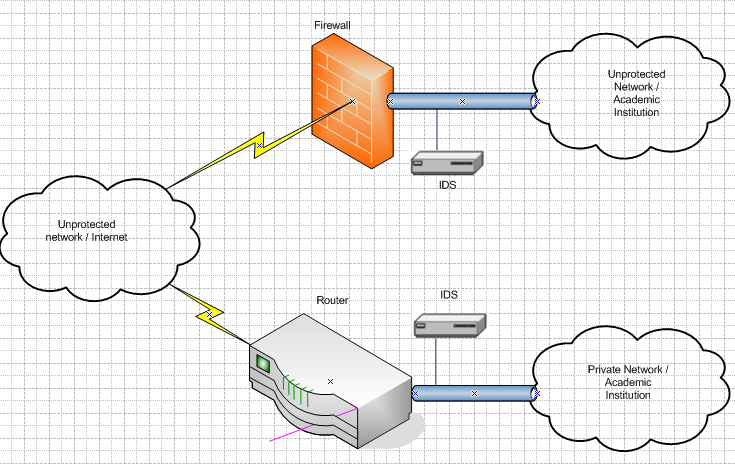 Firewall
Unprotected
Network /
Academic
Institution
IDS
Unprotected
network / Internet
Router
IDS
Private Network /
Academic
Institution